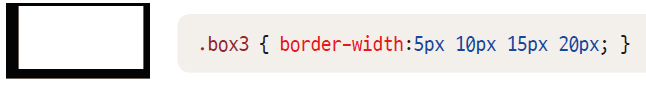 .box3 { border-width:5px 10px 15px 20px; }